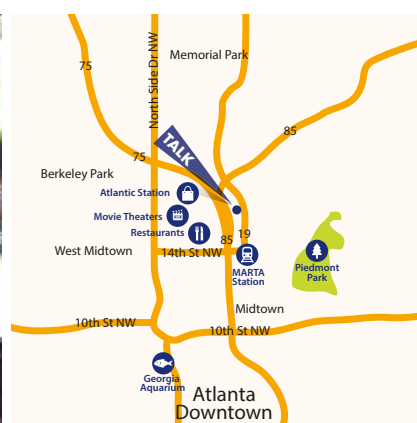 Memorial Park
75
North Side Dr NW
85
75
TALK
Berkeley Park
Atlantic Station
Movie Theaters
Restaurants
85
19
West Midtown
14th St NW
MARTA
Station
Piedmont
Park
Midtown
10th St NW
10th St NW
Georgia
Aquarium
Atlanta
Downtown